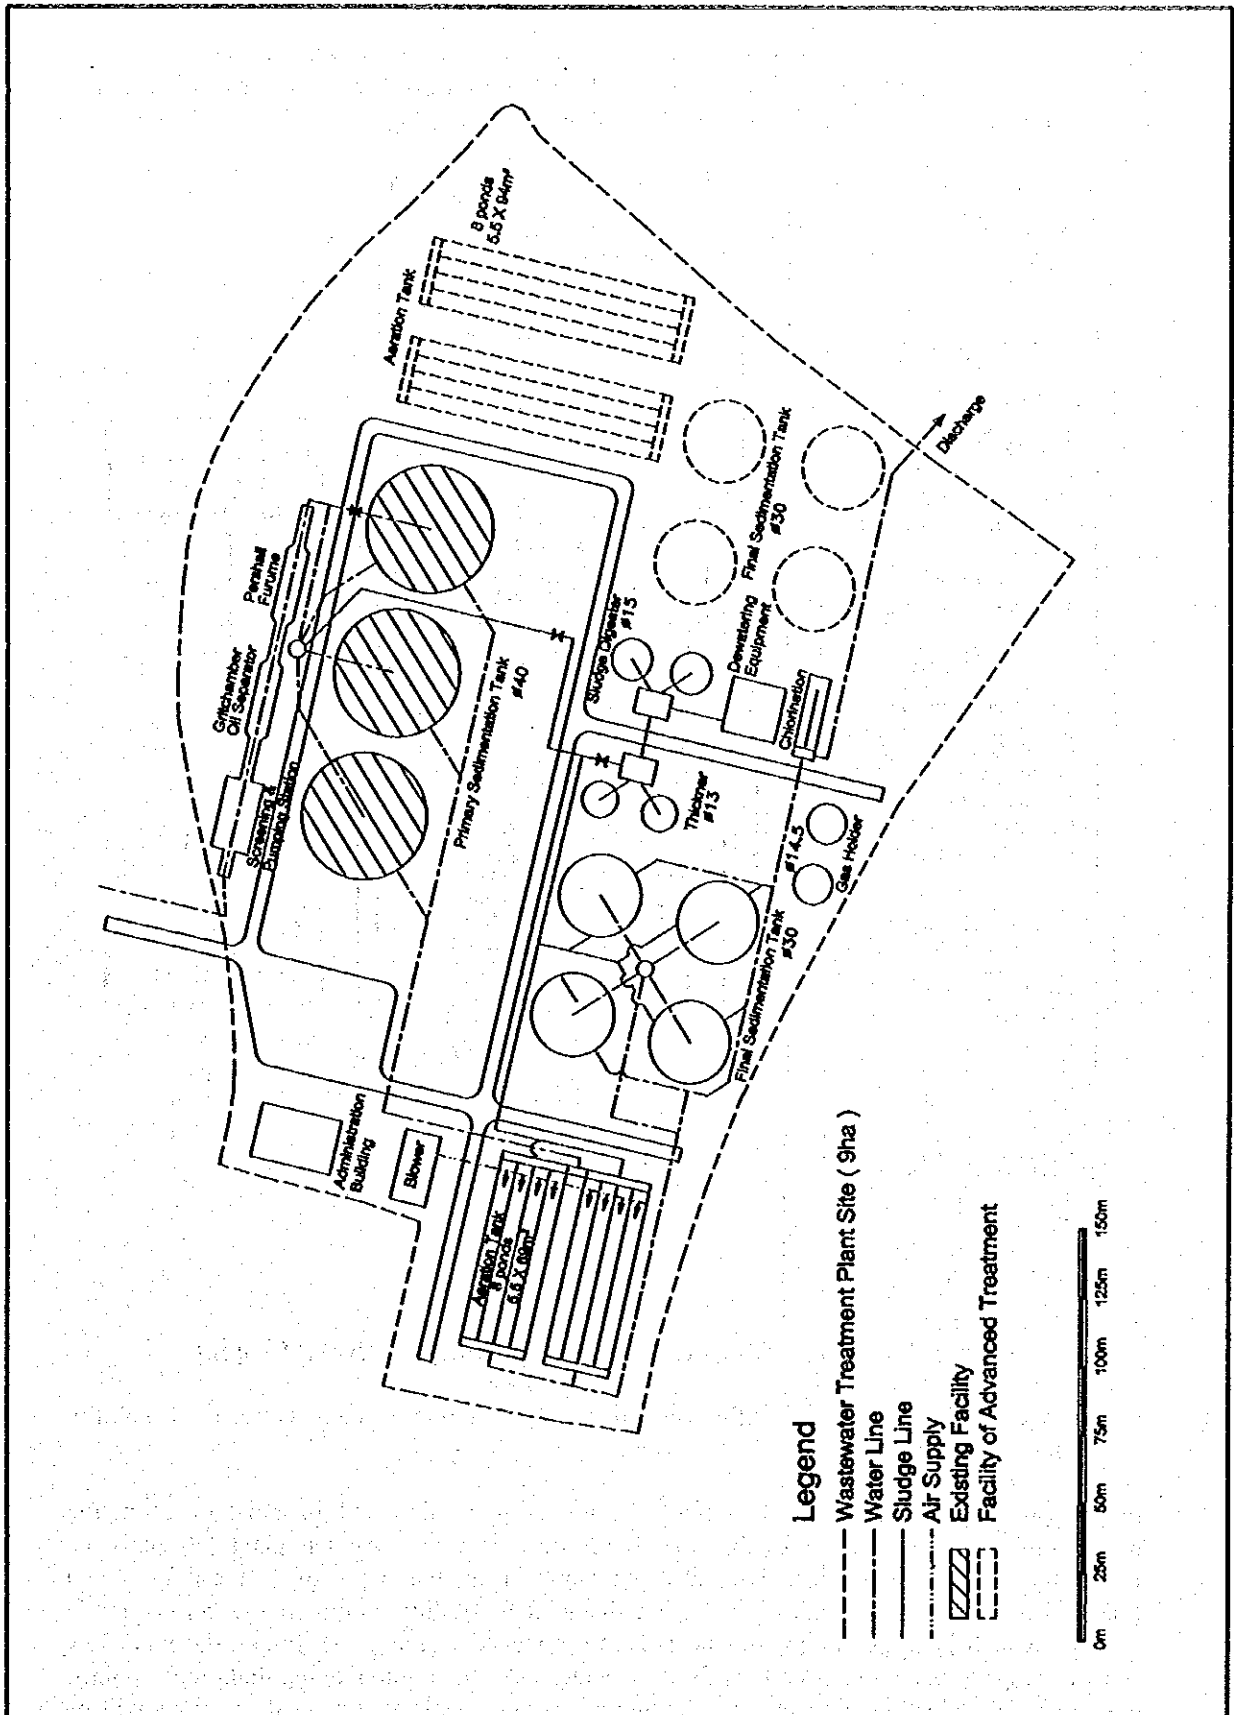 8 ponds
5.5 X 94m²
Aeration Tank
Parshall
Furume
Gritchamber
Oil Separator
Screening &
Pumping Station
Primary Sedimentation Tank
ø40
Sludge Digester
ø15
Final Sedimentation Tank
ø30
Dewatering
Equipment
Chlorination
Discharge
Thickner
ø13
ø14.5
Gas Holder
Final Sedimentation Tank
ø30
Administration
Building
Blower
Aeration Tank
8 ponds
5.5 X 69m²
Legend
Wastewater Treatment Plant Site ( 9ha )
Water Line
Sludge Line
Air Supply
Existing Facility
Facility of Advanced Treatment
0m 25m 50m 75m 100m 125m 150m